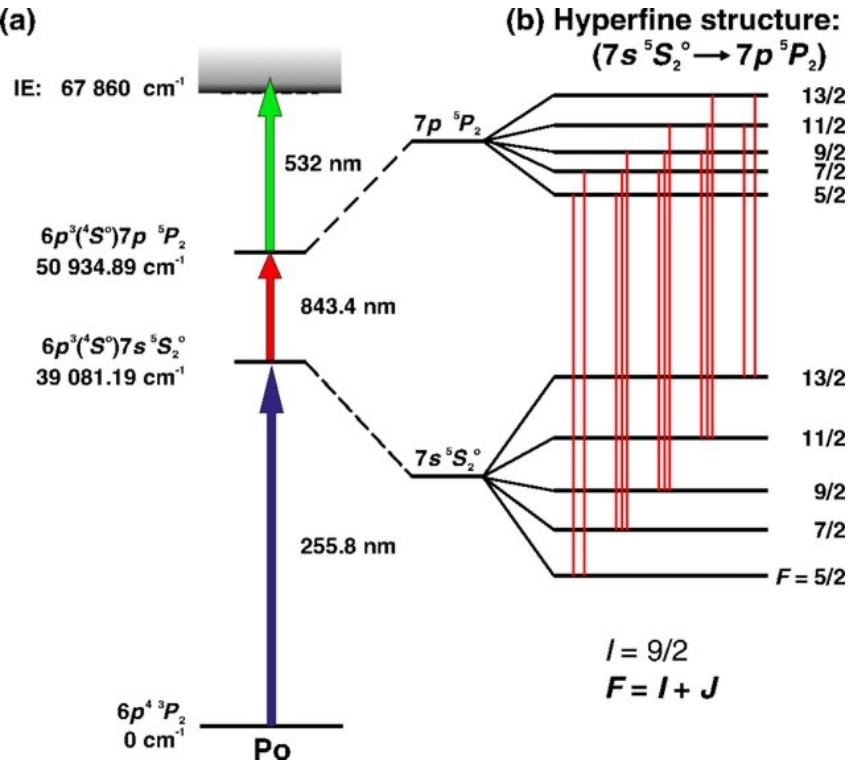 (a)
IE: 67 860 cm⁻¹
532 nm
6p³(⁴S°)7p ⁵P₂
50 934.89 cm⁻¹
843.4 nm
6p³(⁴S°)7s ⁵S₂°
39 081.19 cm⁻¹
255.8 nm
6p⁴ ³P₂
0 cm⁻¹
Po
(b) Hyperfine structure:
(7s ⁵S₂° → 7p ⁵P₂)
7p ⁵P₂
13/2
11/2
9/2
7/2
5/2
7s ⁵S₂°
13/2
11/2
9/2
7/2
F = 5/2
I = 9/2
F = I + J